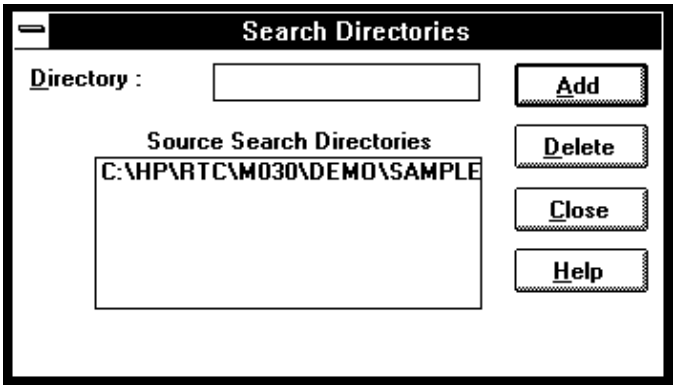 Search Directories
Directory :
Add
Source Search Directories
Delete
C:\HP\RTC\M030\DEMO\SAMPLE
Close
Help